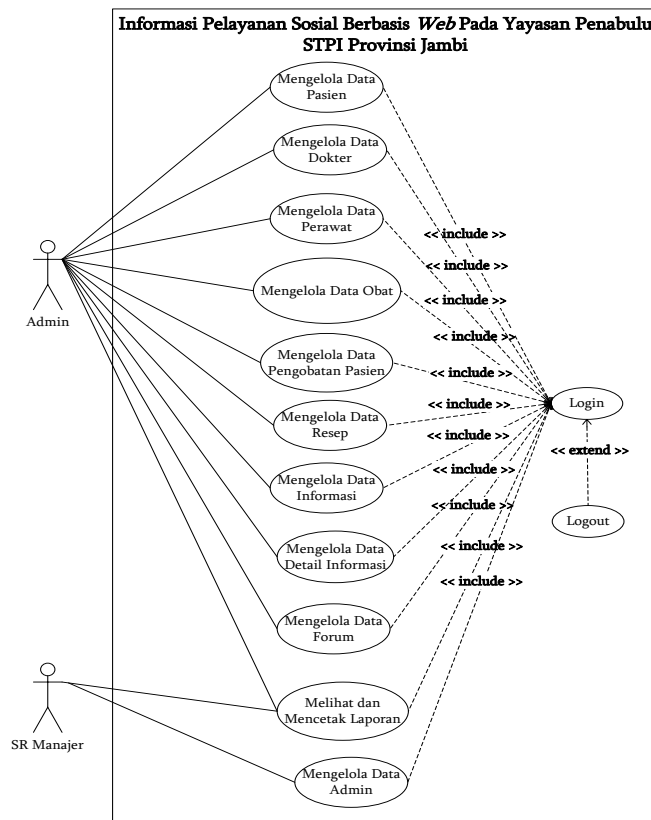 Informasi Pelayanan Sosial Berbasis Web Pada Yayasan Penabulu
STPI Provinsi Jambi
Mengelola Data
Pasien
Mengelola Data
Dokter
Mengelola Data
Perawat
<< include >>
<< include >>
Mengelola Data Obat
<< include >>
Admin
<< include >>
Mengelola Data
Pengobatan Pasien
<< include >>
Mengelola Data
Resep
<< include >>
Login
<< include >>
<< extend >>
Mengelola Data
Informasi
<< include >>
<< include >>
Logout
Mengelola Data
Detail Informasi
<< include >>
<< include >>
Mengelola Data
Forum
Melihat dan
Mencetak Laporan
SR Manajer
Mengelola Data
Admin